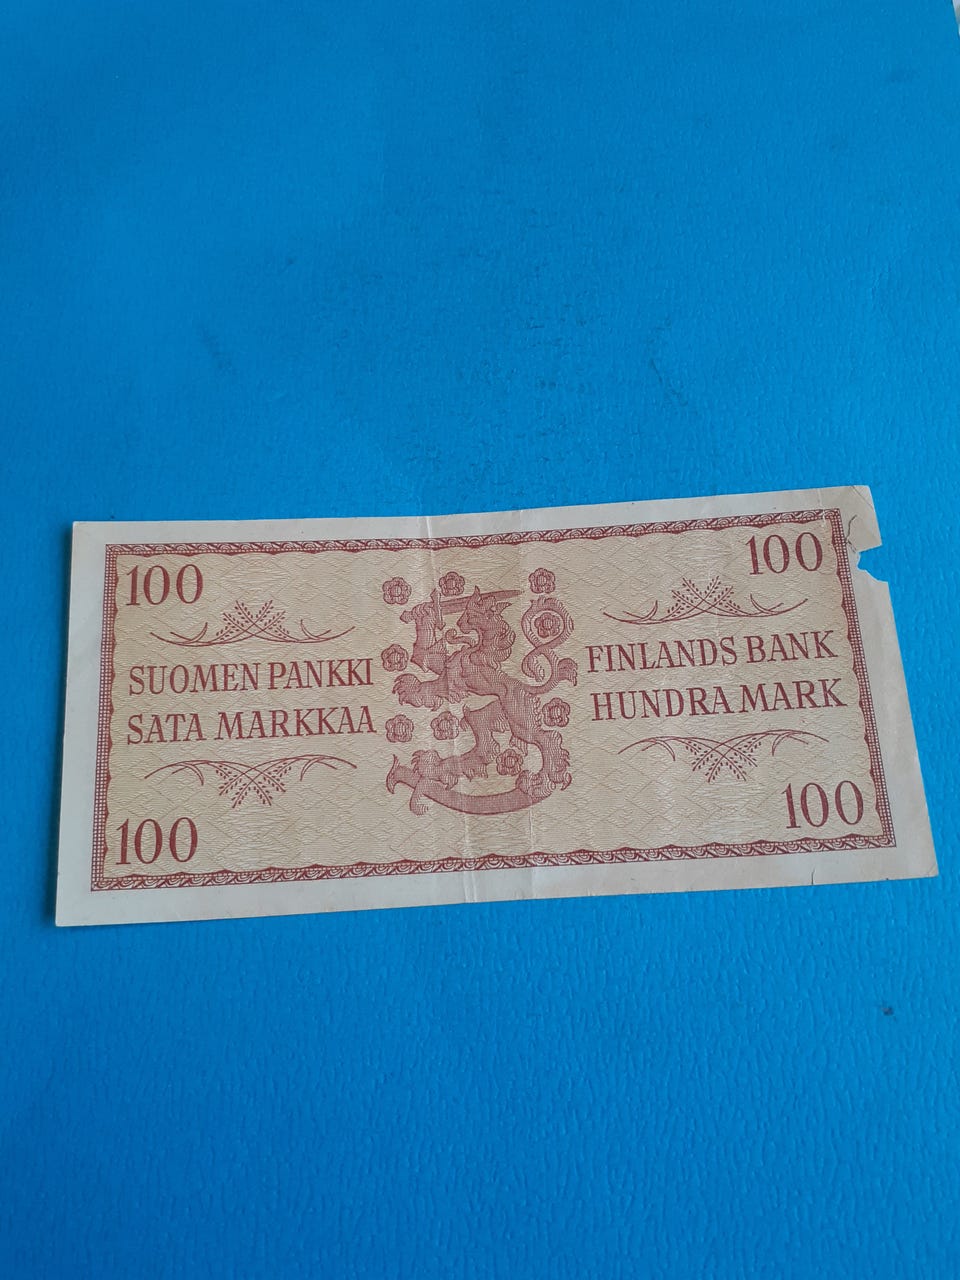 100
100
SUOMEN PANKKI
SATA MARKKAA
FINLANDS BANK
HUNDRA MARK
100
100